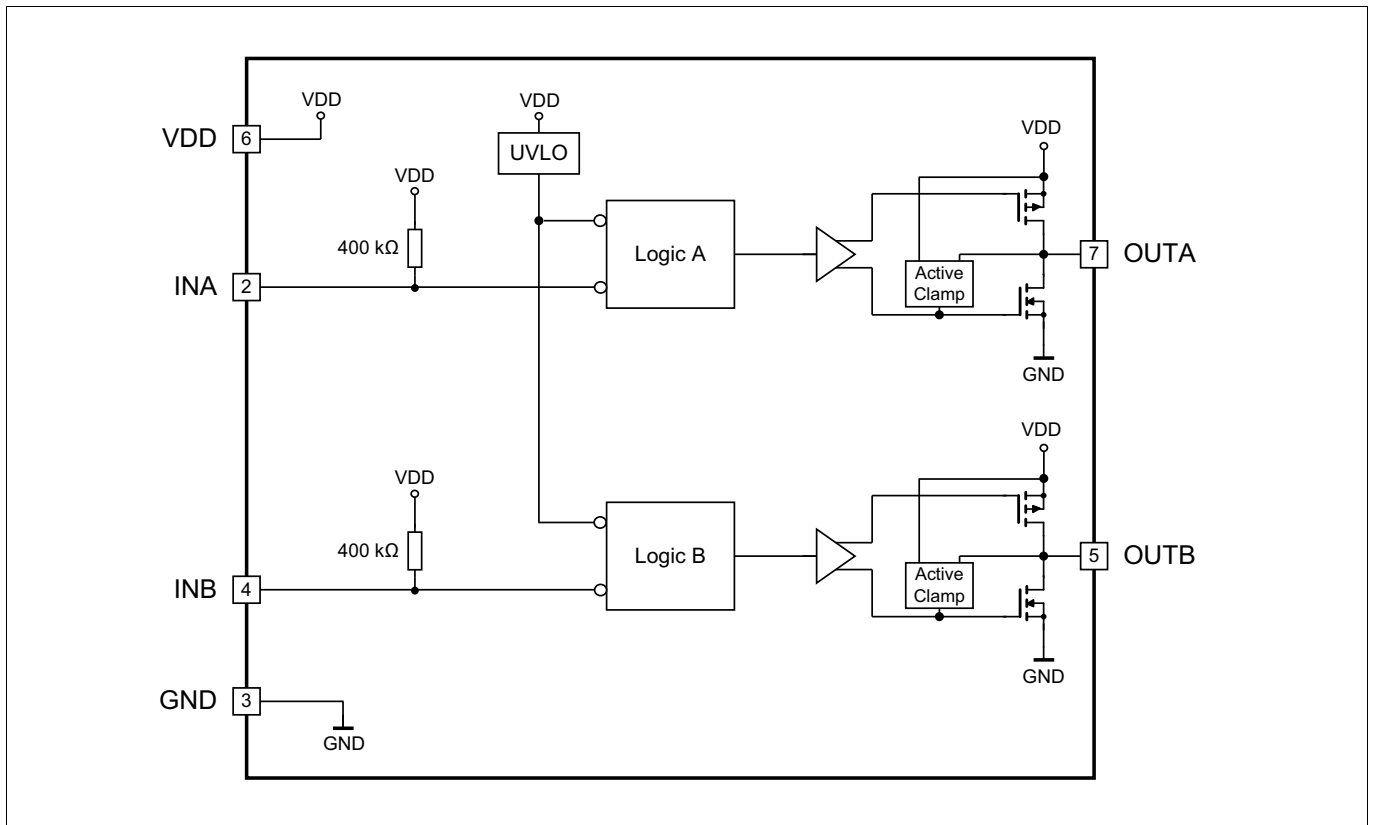 VDD
6
VDD
VDD
UVLO
VDD
VDD
400 kΩ
INA
2
Logic A
Active
Clamp
7
OUTA
GND
VDD
VDD
400 kΩ
INB
4
Logic B
Active
Clamp
5
OUTB
GND
GND
3
GND